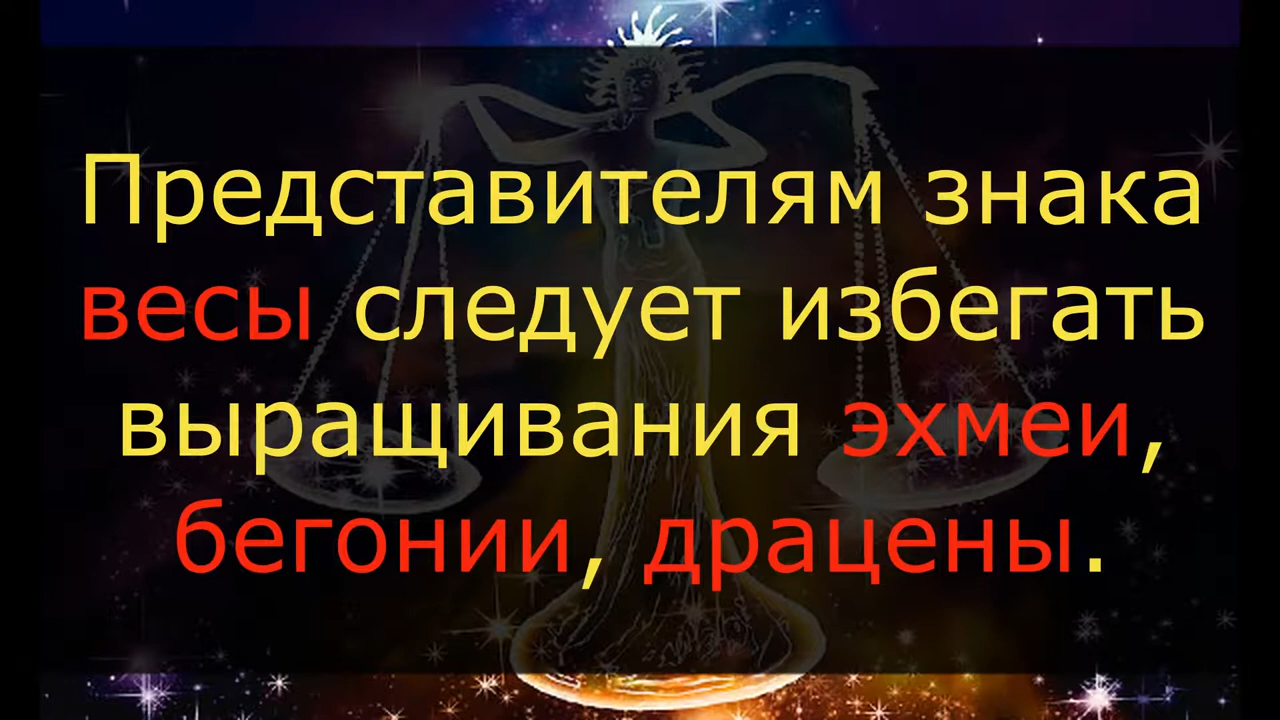 Представителям знака
весы следует избегать
выращивания эхмеи,
бегонии, драцены.